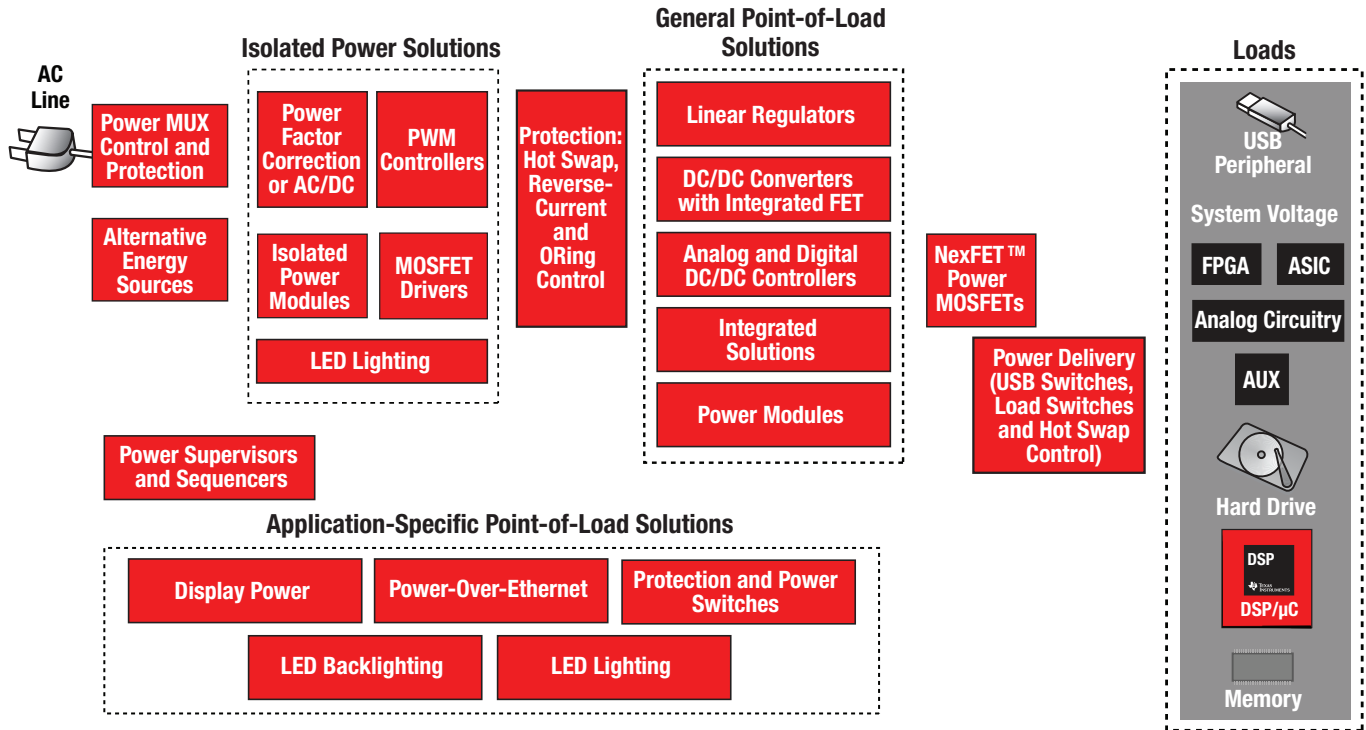 AC
Line
Power MUX
Control and
Protection
Alternative
Energy
Sources
Isolated Power Solutions
Power
Factor
Correction
or AC/DC
PWM
Controllers
Isolated
Power
Modules
MOSFET
Drivers
LED Lighting
Protection:
Hot Swap,
Reverse-
Current
and
ORing
Control
General Point-of-Load
Solutions
Linear Regulators
DC/DC Converters
with Integrated FET
Analog and Digital
DC/DC Controllers
Integrated
Solutions
Power Modules
NexFET™
Power
MOSFETs
Power Delivery
(USB Switches,
Load Switches
and Hot Swap
Control)
Power Supervisors
and Sequencers
Application-Specific Point-of-Load Solutions
Display Power
Power-Over-Ethernet
Protection and Power
Switches
LED Backlighting
LED Lighting
Loads
USB
Peripheral
System Voltage
FPGA
ASIC
Analog Circuitry
AUX
Hard Drive
DSP
Texas
Instruments
DSP/µC
Memory